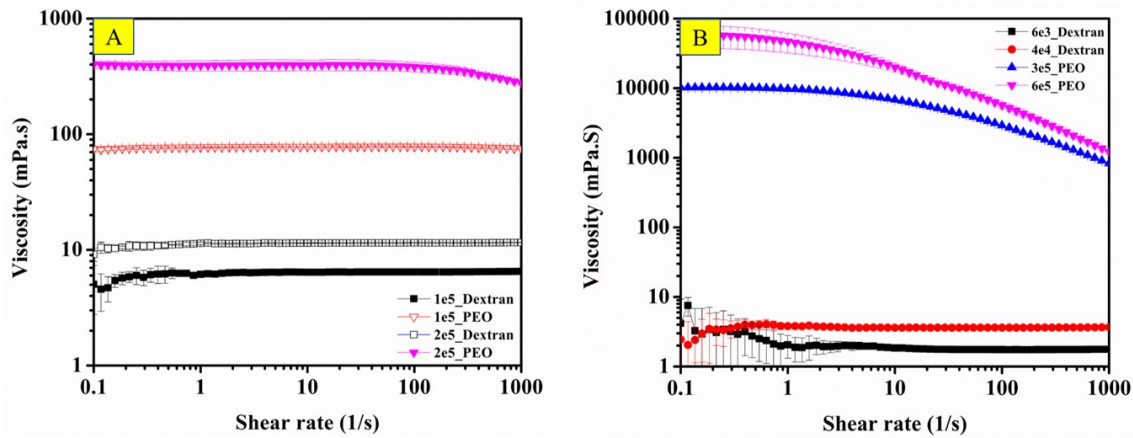 A
1000
100
10
1
Viscosity (mPa.s)
0.1 1 10 100 1000
Shear rate (1/s)
1e5_Dextran
1e5_PEO
2e5_Dextran
2e5_PEO
B
100000
10000
1000
100
10
1
Viscosity (mPa.S)
0.1 1 10 100 1000
Shear rate (1/s)
6e3_Dextran
4e4_Dextran
3e5_PEO
6e5_PEO